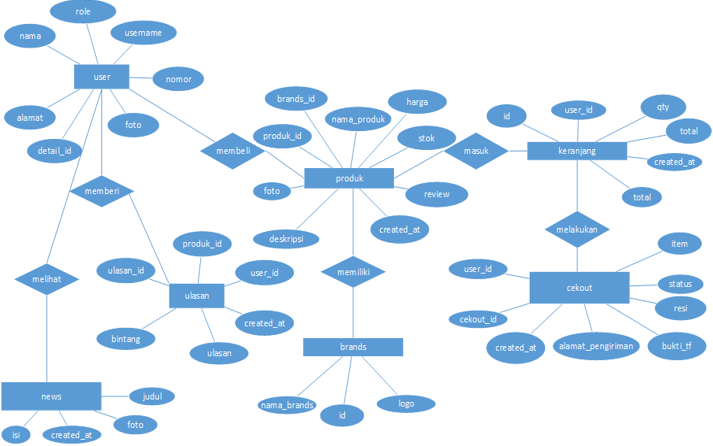 role
nama
username
user
nomor
alamat
foto
detail_id
membeli
memberi
melihat
brands_id
harga
nama_produk
produk_id
stok
produk
foto
review
deskripsi
created_at
masuk
id
user_id
qty
total
keranjang
created_at
total
melakukan
produk_id
ulasan_id
user_id
ulasan
created_at
bintang
ulasan
memiliki
brands
nama_brands
id
logo
item
user_id
status
cekout
resi
cekout_id
created_at
alamat_pengiriman
bukti_tf
news
judul
foto
isi
created_at